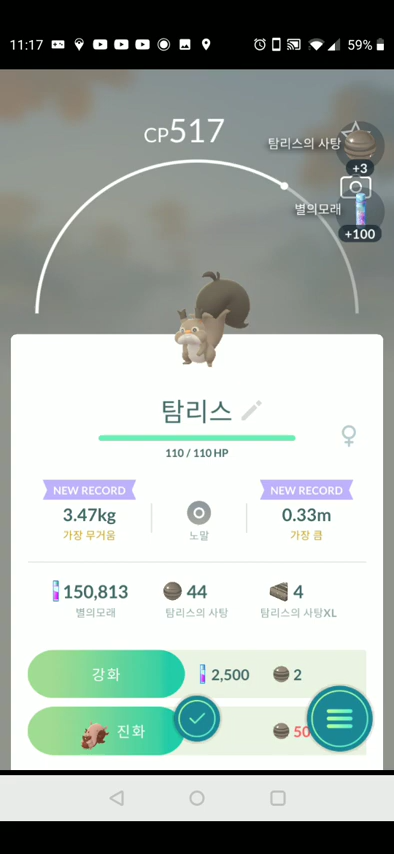 11:17
59%
CP517
탐리스의 사탕
+3
별의모래
+100
탐리스
110 / 110 HP
NEW RECORD
NEW RECORD
3.47kg
0.33m
가장 무거움
노말
가장 큼
150,813
44
4
별의모래
탐리스의 사탕
탐리스의 사탕XL
강화
2,500
2
진화
50